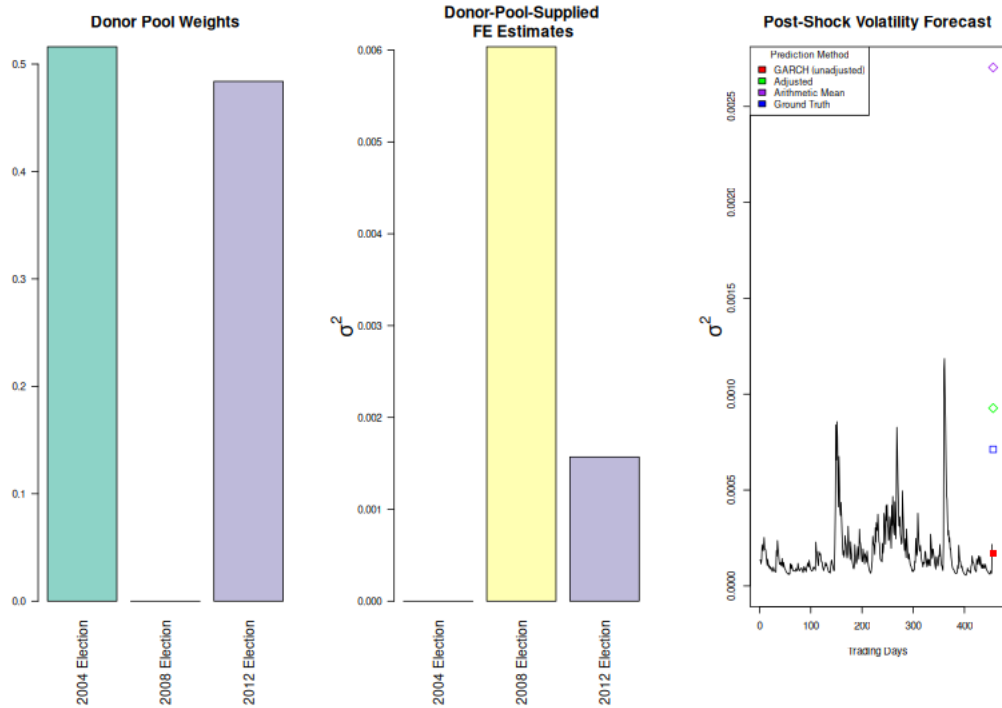 Donor Pool Weights
0.5
0.4
0.3
0.2
0.1
0.0
2004 Election
2008 Election
2012 Election
Donor-Pool-Supplied
FE Estimates
σ2
0.006
0.005
0.004
0.003
0.002
0.001
0.000
2004 Election
2008 Election
2012 Election
Post-Shock Volatility Forecast
Prediction Method
GARCH (unadjusted)
Adjusted
Arithmetic Mean
Ground Truth
σ2
0.0025
0.0020
0.0015
0.0010
0.0005
0.0000
0
100
200
300
400
Trading Days